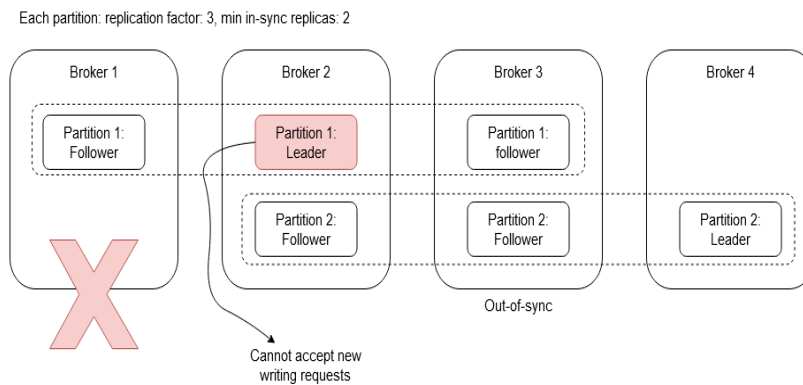 Each partition: replication factor: 3, min in-sync replicas: 2
Broker 1
Broker 2
Broker 3
Broker 4
Partition 1:
Follower
Partition 1:
Leader
Partition 1:
follower
Partition 2:
Follower
Partition 2:
Follower
Partition 2:
Leader
Out-of-sync
Cannot accept new
writing requests